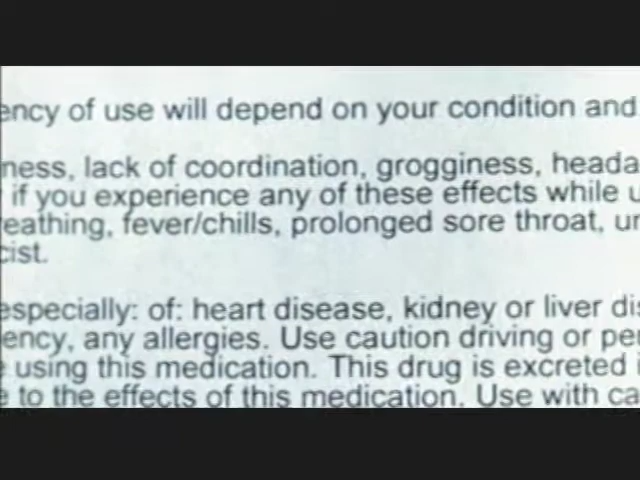 ency of use will depend on your condition and
ness, lack of coordination, grogginess, heada
if you experience any of these effects while u
eathing, fever/chills, prolonged sore throat, un
cist.
especially: of: heart disease, kidney or liver dis
ency, any allergies. Use caution driving or pe
using this medication. This drug is excreted
e to the effects of this medication. Use with ca